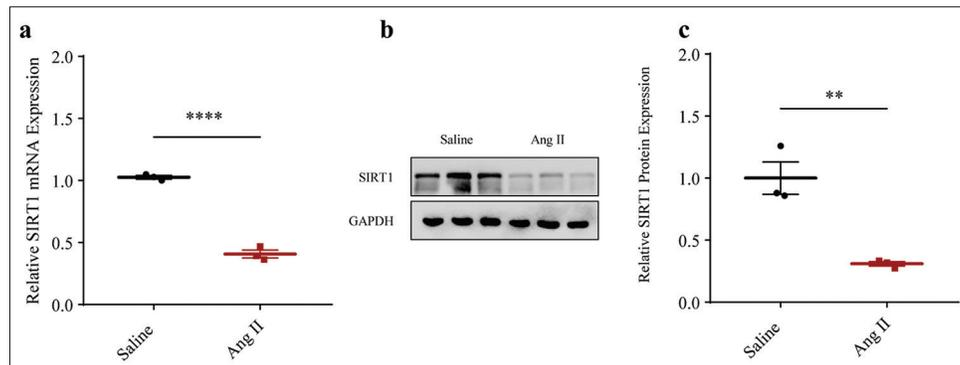 a
Relative SIRT1 mRNA Expression
2.0
1.5
1.0
0.5
0.0
****
Saline
Ang II
b
Saline Ang II
SIRT1
GAPDH
c
Relative SIRT1 Protein Expression
2.0
1.5
1.0
0.5
0.0
**
Saline
Ang II